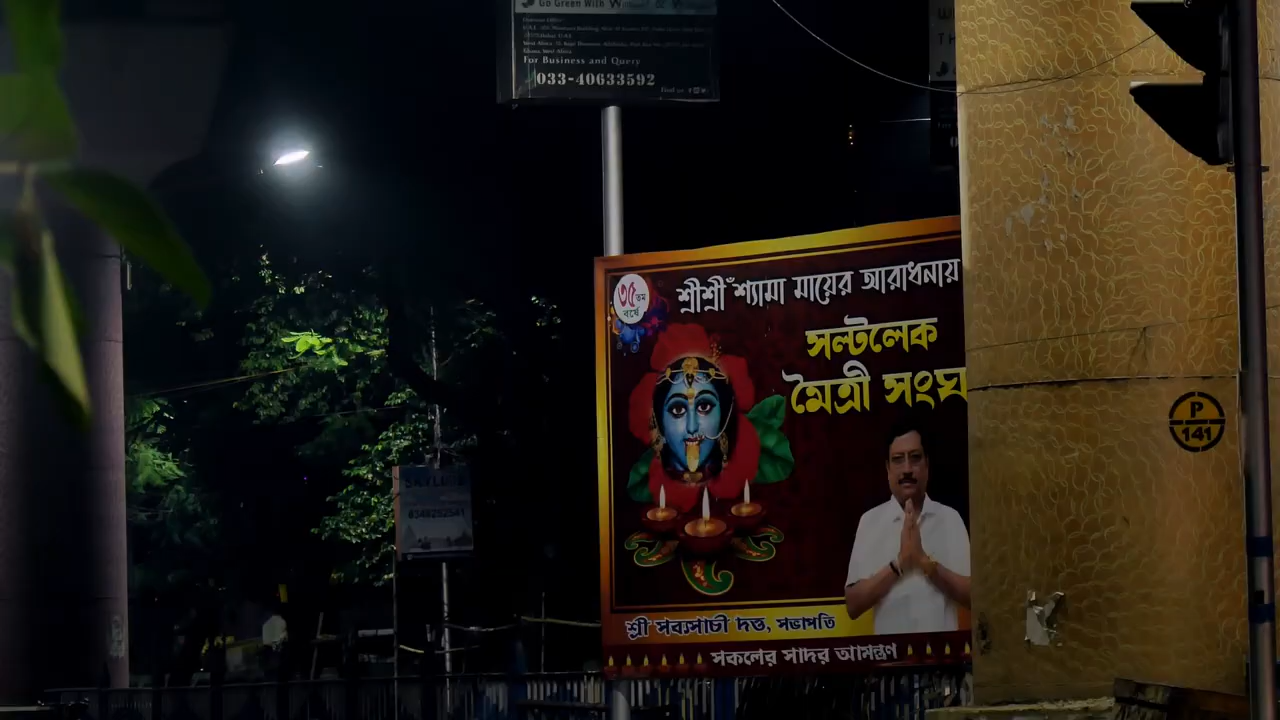 Go Green With
For Business and Query
033-40633592
৩৫তম
বর্ষে
শ্রীশ্রীঁ শ্যামা মায়ের আরাধনায়
সল্টলেক
মৈত্রী সংঘ
শ্রী সব্যসাচী দত্ত, সভাপতি
সকলের সাদর আমন্ত্রণ
P
141